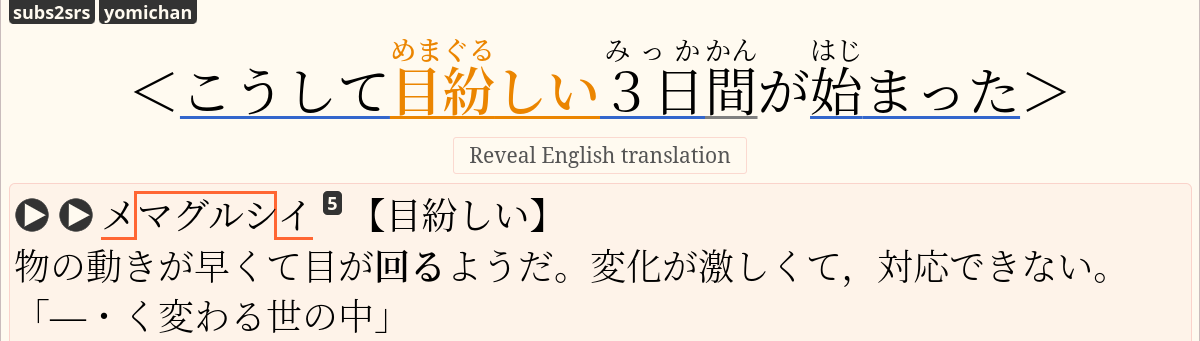 subs2srs yomichan
めまぐる みっかかん はじ
＜こうして目紛しい３日間が始まった＞
Reveal English translation
メマグルシイ 5 【目紛しい】
物の動きが早くて目が回るようだ。変化が激しくて，対応できない。
「―・く変わる世の中」